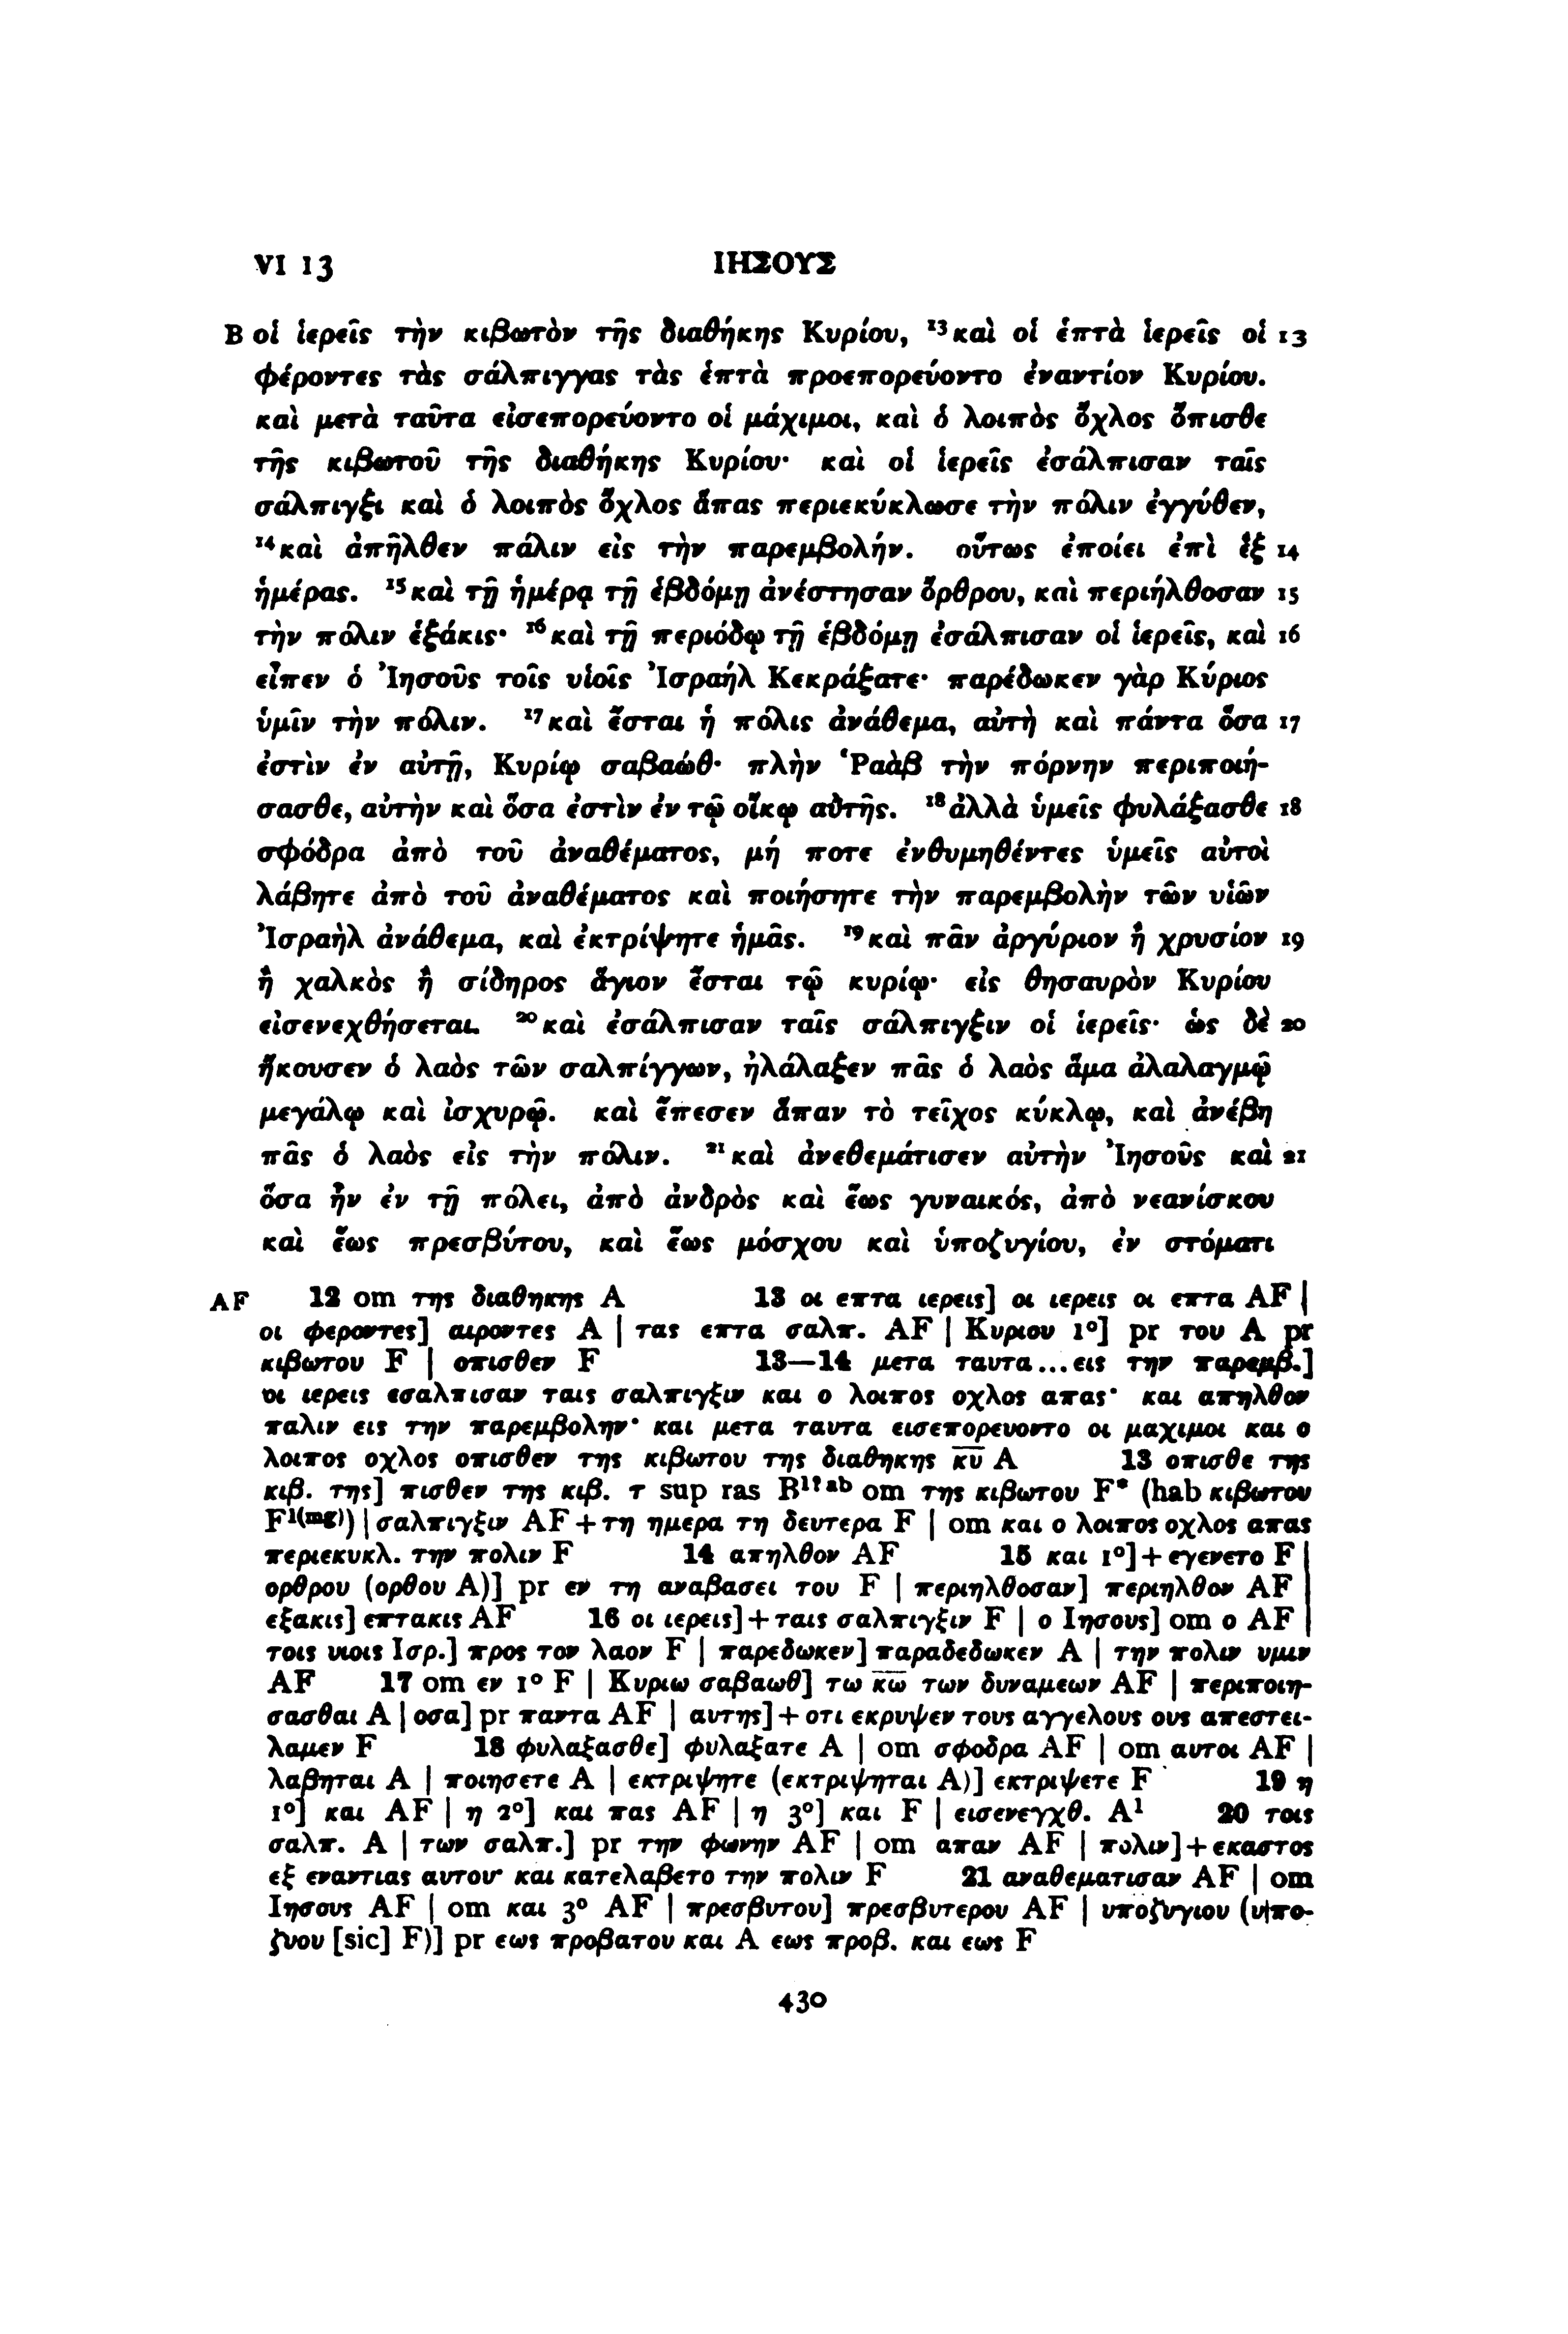 VI 13 ΙΗΣΟΥΣ
B οἱ ἱερεῖς τὴν κιβωτὸν τῆς διαθήκης Κυρίου, ¹³καὶ οἱ ἑπτὰ ἱερεῖς οἱ 13
φέροντες τὰς σάλπιγγας τὰς ἑπτὰ προεπορεύοντο ἐναντίον Κυρίου.
καὶ μετὰ ταῦτα εἰσεπορεύοντο οἱ μάχιμοι, καὶ ὁ λοιπὸς ὄχλος ὄπισθε
τῆς κιβωτοῦ τῆς διαθήκης Κυρίου· καὶ οἱ ἱερεῖς ἐσάλπισαν ταῖς
σάλπιγξι καὶ ὁ λοιπὸς ὄχλος ἅπας περιεκύκλωσε τὴν πόλιν ἐγγύθεν,
¹⁴καὶ ἀπῆλθεν πάλιν εἰς τὴν παρεμβολήν. οὕτως ἐποίει ἐπὶ ἓξ 14
ἡμέρας. ¹⁵καὶ τῇ ἡμέρᾳ τῇ ἑβδόμῃ ἀνέστησαν ὄρθρου, καὶ περιήλθοσαν 15
τὴν πόλιν ἑξάκις· ¹⁶καὶ τῇ περιόδῳ τῇ ἑβδόμῃ ἐσάλπισαν οἱ ἱερεῖς, καὶ 16
εἶπεν ὁ Ἰησοῦς τοῖς υἱοῖς Ἰσραήλ Κεκράξατε· παρέδωκεν γὰρ Κύριος
ὑμῖν τὴν πόλιν. ¹⁷καὶ ἔσται ἡ πόλις ἀνάθεμα, αὐτὴ καὶ πάντα ὅσα 17
ἐστὶν ἐν αὐτῇ, Κυρίῳ σαβαώθ· πλὴν Ῥαὰβ τὴν πόρνην περιποιή-
σασθε, αὐτὴν καὶ ὅσα ἐστὶν ἐν τῷ οἴκῳ αὐτῆς. ¹⁸ἀλλὰ ὑμεῖς φυλάξασθε 18
σφόδρα ἀπὸ τοῦ ἀναθέματος, μή ποτε ἐνθυμηθέντες ὑμεῖς αὐτοὶ
λάβητε ἀπὸ τοῦ ἀναθέματος καὶ ποιήσητε τὴν παρεμβολὴν τῶν υἱῶν
Ἰσραὴλ ἀνάθεμα, καὶ ἐκτρίψητε ἡμᾶς. ¹⁹καὶ πᾶν ἀργύριον ἢ χρυσίον 19
ἢ χαλκὸς ἢ σίδηρος ἅγιον ἔσται τῷ κυρίῳ· εἰς θησαυρὸν Κυρίου
εἰσενεχθήσεται. ²⁰καὶ ἐσάλπισαν ταῖς σάλπιγξιν οἱ ἱερεῖς· ὡς δὲ 20
ἤκουσεν ὁ λαὸς τῶν σαλπίγγων, ἠλάλαξεν πᾶς ὁ λαὸς ἅμα ἀλαλαγμῷ
μεγάλῳ καὶ ἰσχυρῷ. καὶ ἔπεσεν ἅπαν τὸ τεῖχος κύκλῳ, καὶ ἀνέβη
πᾶς ὁ λαὸς εἰς τὴν πόλιν. ²¹καὶ ἀνεθεμάτισεν αὐτὴν Ἰησοῦς καὶ 21
ὅσα ἦν ἐν τῇ πόλει, ἀπὸ ἀνδρὸς καὶ ἕως γυναικός, ἀπὸ νεανίσκου
καὶ ἕως πρεσβύτου, καὶ ἕως μόσχου καὶ ὑποζυγίου, ἐν στόματι
AF 12 om της διαθηκης A 13 οι επτα ιερεις] οι ιερεις οι επτα AF |
οι φεροντες] αιροντες A | τας επτα σαλπ. AF | Κυριου 1°] pr του A pr
κιβωτου F | οπισθεν F 13—14 μετα ταυτα...εις την παρεμβ.]
οι ιερεις εσαλπισαν ταις σαλπιγξιν και ο λοιπος οχλος απας· και απηλθον
παλιν εις την παρεμβολην· και μετα ταυτα εισεπορευοντο οι μαχιμοι και ο
λοιπος οχλος οπισθεν της κιβωτου της διαθηκης κ̅υ̅ A 13 οπισθε της
κιβ. της] πισθεν της κιβ. τ sup ras B¹ᵗᵃᵇ om της κιβωτου F* (hab κιβωτου
F¹⁽ᵐᵍ⁾) | σαλπιγξιν AF + τη ημερα τη δευτερα F | om και ο λοιπος οχλος απας
περιεκυκλ. την πολιν F 14 απηλθον AF 15 και 1°] + εγενετο F |
ορθρου (ορθου A)] pr εν τη αναβασει του F | περιηλθοσαν] περιηλθον AF |
εξακις] επτακις AF 16 οι ιερεις] + ταις σαλπιγξιν F | ο Ιησους] om ο AF |
τοις υιοις Ισρ.] προς τον λαον F | παρεδωκεν] παραδεδωκεν A | την πολιν υμιν
AF 17 om εν 1° F | Κυριω σαβαωθ] τω κ̅ω̅ των δυναμεων AF | περιποιη-
σασθαι A | οσα] pr παντα AF | αυτης] + οτι εκρυψεν τους αγγελους ους απεστει-
λαμεν F 18 φυλαξασθε] φυλαξατε A | om σφοδρα AF | om αυτοι AF |
λαβηται A | ποιησετε A | εκτριψητε (εκτριψηται A)] εκτριψετε F 19 η
1°] και AF | η 2°] και πας AF | η 3°] και F | εισενεγχθ. A¹ 20 τοις
σαλπ. A | των σαλπ.] pr την φωνην AF | om απαν AF | πολιν] + εκαστος
εξ εναντιας αυτου· και κατελαβετο την πολιν F 21 αναθεματισαν AF | om
Ιησους AF | om και 3° AF | πρεσβυτου] πρεσβυτερου AF | υποζυγιου (υ|πο-
ζυου [sic] F)] pr εως προβατου και A εως προβ. και εως F
430